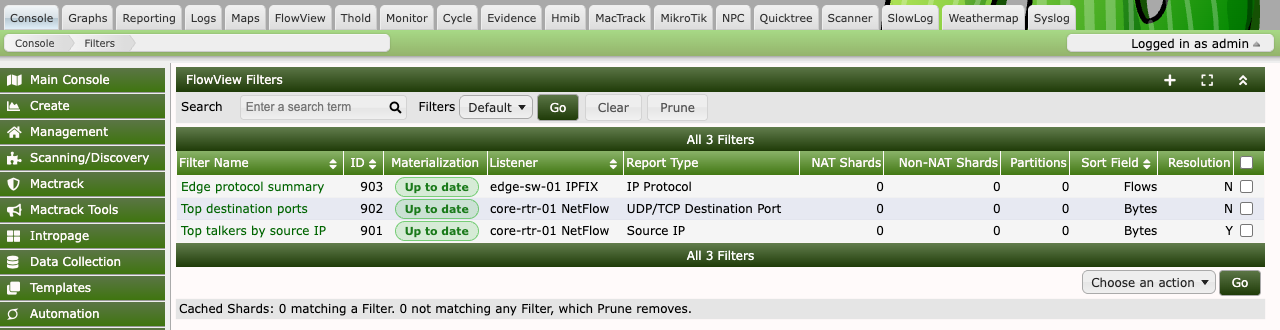 Console Graphs Reporting Logs Maps FlowView Thold Monitor Cycle Evidence Hmib MacTrack MikroTik NPC Quicktree Scanner SlowLog Weathermap Syslog
Console Filters Logged in as admin
Main Console
Create
Management
Scanning/Discovery
Mactrack
Mactrack Tools
Intropage
Data Collection
Templates
Automation
FlowView Filters
Search Enter a search term Filters Default Go Clear Prune
All 3 Filters
Filter Name ID Materialization Listener Report Type NAT Shards Non-NAT Shards Partitions Sort Field Resolution
Edge protocol summary 903 Up to date edge-sw-01 IPFIX IP Protocol 0 0 0 Flows N
Top destination ports 902 Up to date core-rtr-01 NetFlow UDP/TCP Destination Port 0 0 0 Bytes N
Top talkers by source IP 901 Up to date core-rtr-01 NetFlow Source IP 0 0 0 Bytes Y
All 3 Filters
Choose an action Go
Cached Shards: 0 matching a Filter. 0 not matching any Filter, which Prune removes.